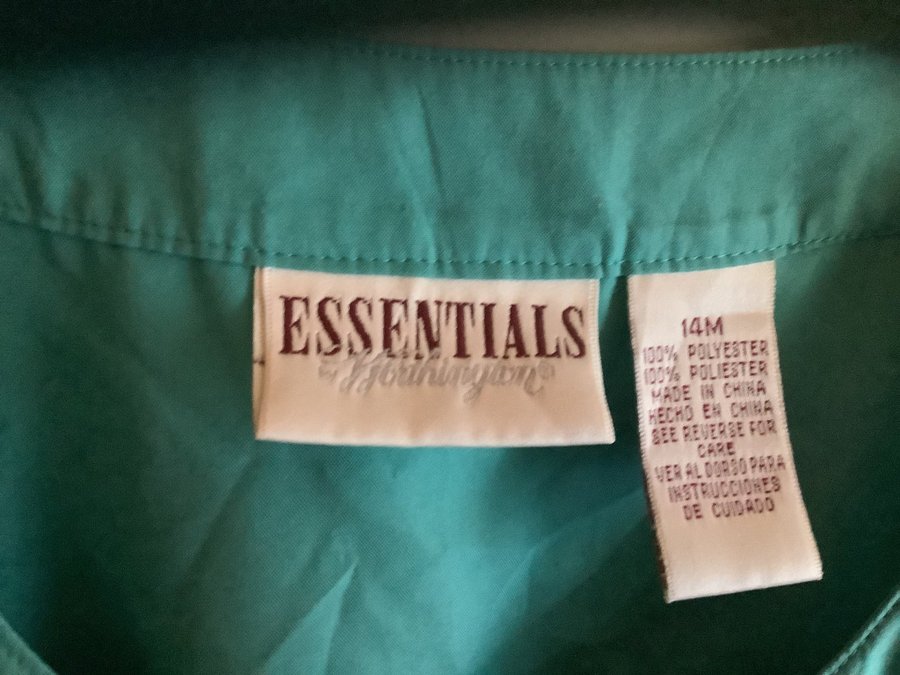 ESSENTIALS
by Worthington®
14M
100% POLYESTER
100% POLIESTER
MADE IN CHINA
HECHO EN CHINA
SEE REVERSE FOR
CARE
VER AL DORSO PARA
INSTRUCCIONES
DE CUIDADO